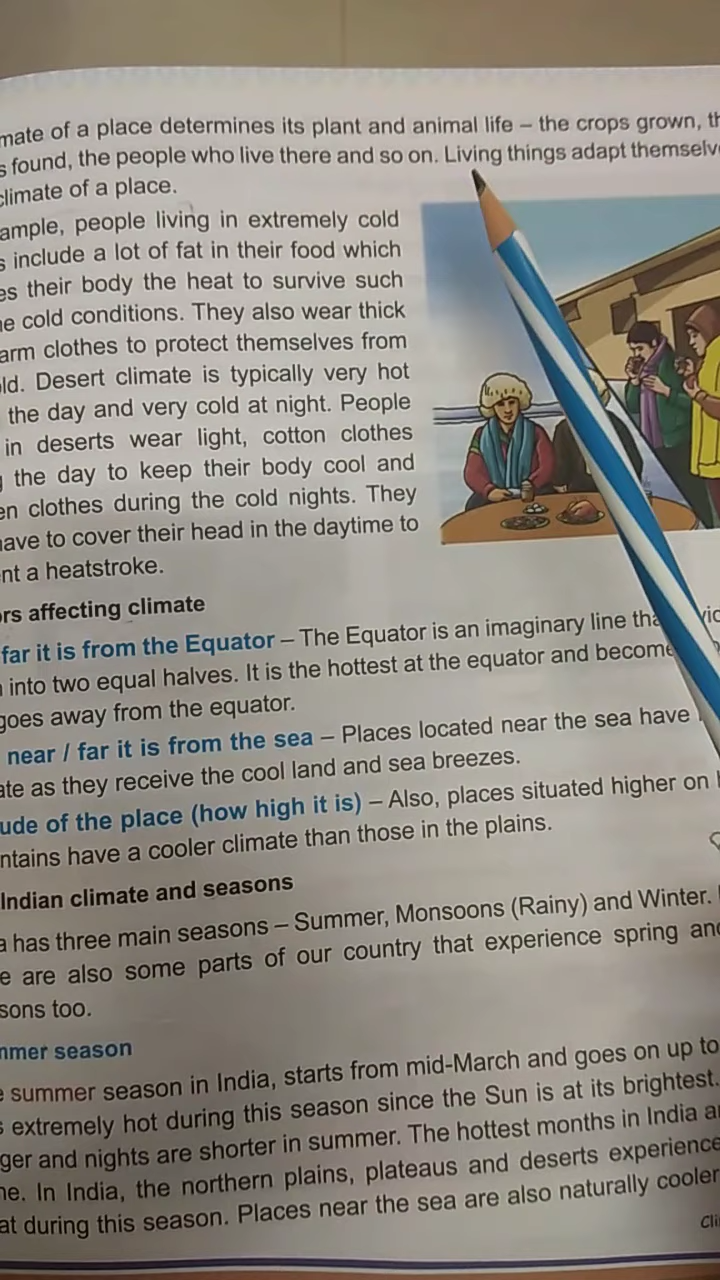 mate of a place determines its plant and animal life – the crops grown, th
s found, the people who live there and so on. Living things adapt themselv
climate of a place.
ample, people living in extremely cold
s include a lot of fat in their food which
es their body the heat to survive such
ne cold conditions. They also wear thick
arm clothes to protect themselves from
old. Desert climate is typically very hot
the day and very cold at night. People
in deserts wear light, cotton clothes
g the day to keep their body cool and
en clothes during the cold nights. They
have to cover their head in the daytime to
nt a heatstroke.
ors affecting climate
far it is from the Equator – The Equator is an imaginary line tha
into two equal halves. It is the hottest at the equator and become
goes away from the equator.
near / far it is from the sea – Places located near the sea have
ate as they receive the cool land and sea breezes.
ude of the place (how high it is) – Also, places situated higher on
ntains have a cooler climate than those in the plains.
Indian climate and seasons
a has three main seasons – Summer, Monsoons (Rainy) and Winter.
e are also some parts of our country that experience spring and
sons too.
mmer season
e summer season in India, starts from mid-March and goes on up to
s extremely hot during this season since the Sun is at its brightest.
ger and nights are shorter in summer. The hottest months in India a
ne. In India, the northern plains, plateaus and deserts experience
at during this season. Places near the sea are also naturally cooler
Cli